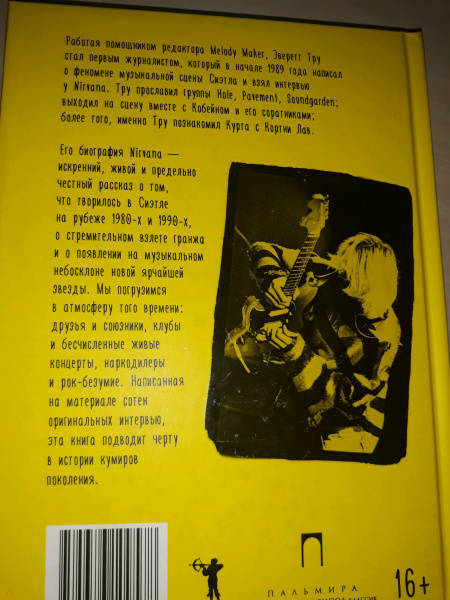 Работая помощником редактора Melody Maker, Эверетт Тру
стал первым журналистом, который в начале 1989 года написал
о феномене музыкальной сцены Сиэтла и взял интервью
у Nirvana. Тру прославил группы Hole, Pavement, Soundgarden;
выходил на сцену вместе с Кобейном и его соратниками;
более того, именно Тру познакомил Курта с Кортни Лав.
Его биография Nirvana —
искренний, живой и предельно
честный рассказ о том,
что творилось в Сиэтле
на рубеже 1980-х и 1990-х,
о стремительном взлете гранжа
и о появлении на музыкальном
небосклоне новой ярчайшей
звезды. Мы погрузимся
в атмосферу того времени:
друзья и союзники, клубы
и бесчисленные живые
концерты, наркодилеры
и рок-безумие. Написанная
на материале сотен
оригинальных интервью,
эта книга подводит черту
в истории кумиров
поколения.
ПАЛЬМИРА
16+